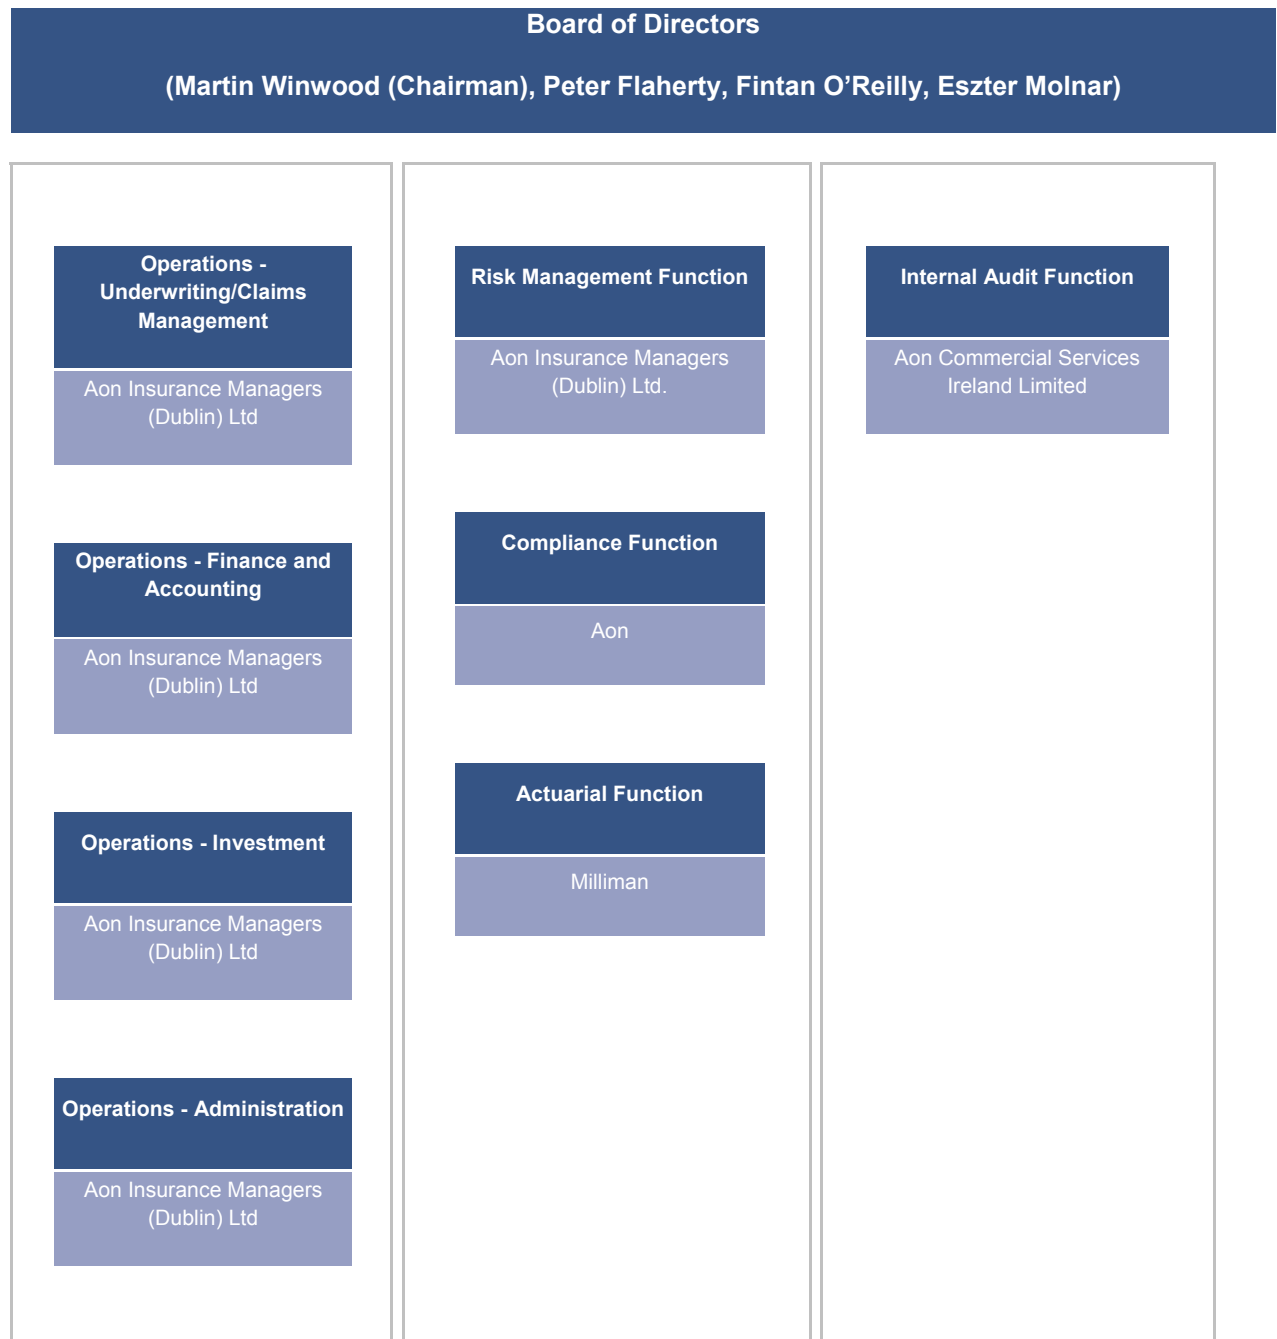 Board of Directors
(Martin Winwood (Chairman), Peter Flaherty, Fintan O’Reilly, Eszter Molnar)
Operations -
Underwriting/Claims
Management
Aon Insurance Managers
(Dublin) Ltd
Operations - Finance and
Accounting
Aon Insurance Managers
(Dublin) Ltd
Operations - Investment
Aon Insurance Managers
(Dublin) Ltd
Operations - Administration
Aon Insurance Managers
(Dublin) Ltd
Risk Management Function
Aon Insurance Managers
(Dublin) Ltd.
Compliance Function
Aon
Actuarial Function
Milliman
Internal Audit Function
Aon Commercial Services
Ireland Limited